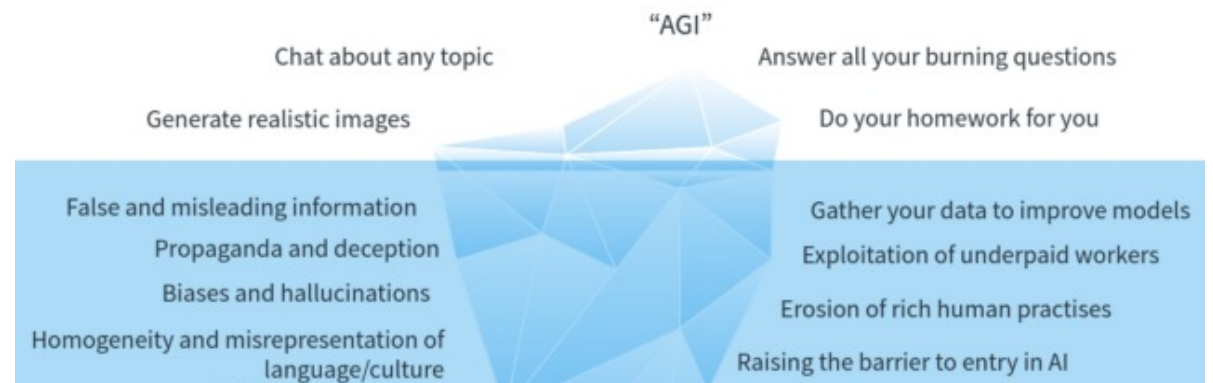 “AGI”
Chat about any topic
Answer all your burning questions
Generate realistic images
Do your homework for you
False and misleading information
Gather your data to improve models
Propaganda and deception
Exploitation of underpaid workers
Biases and hallucinations
Erosion of rich human practises
Homogeneity and misrepresentation of
language/culture
Raising the barrier to entry in AI